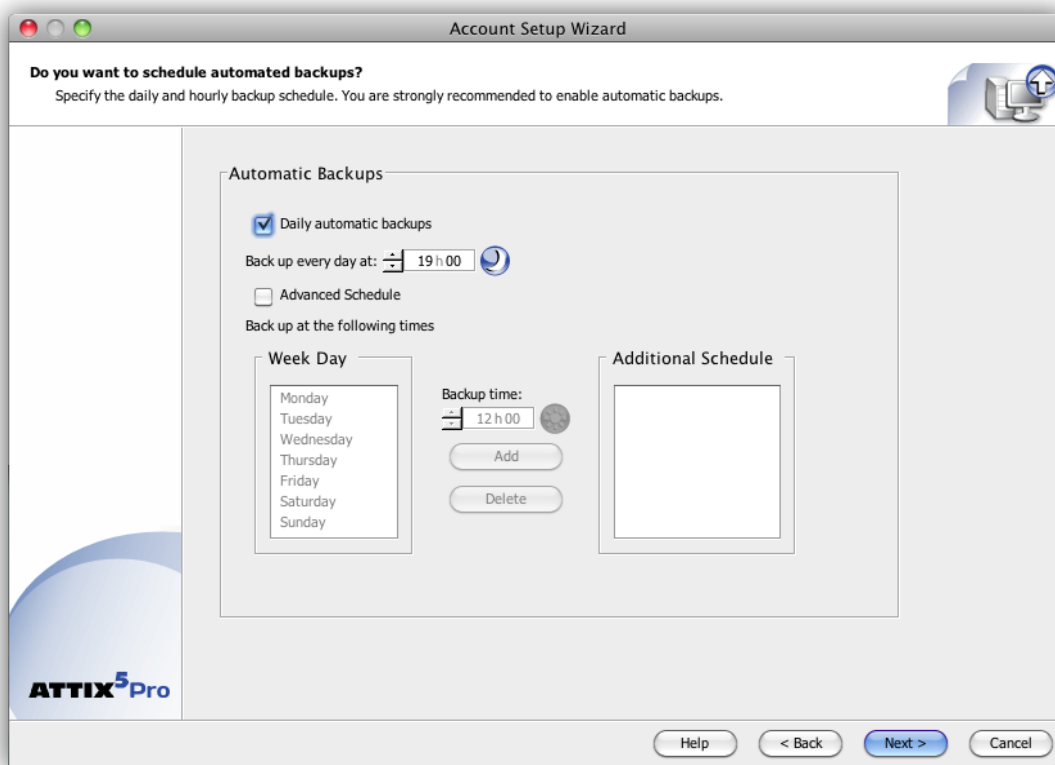 Account Setup Wizard
Do you want to schedule automated backups?
Specify the daily and hourly backup schedule. You are strongly recommended to enable automatic backups.
Automatic Backups
Daily automatic backups
Back up every day at: 19 h 00
Advanced Schedule
Back up at the following times
Week Day
Monday
Tuesday
Wednesday
Thursday
Friday
Saturday
Sunday
Backup time:
12 h 00
Add
Delete
Additional Schedule
ATTIX5Pro
Help
< Back
Next >
Cancel